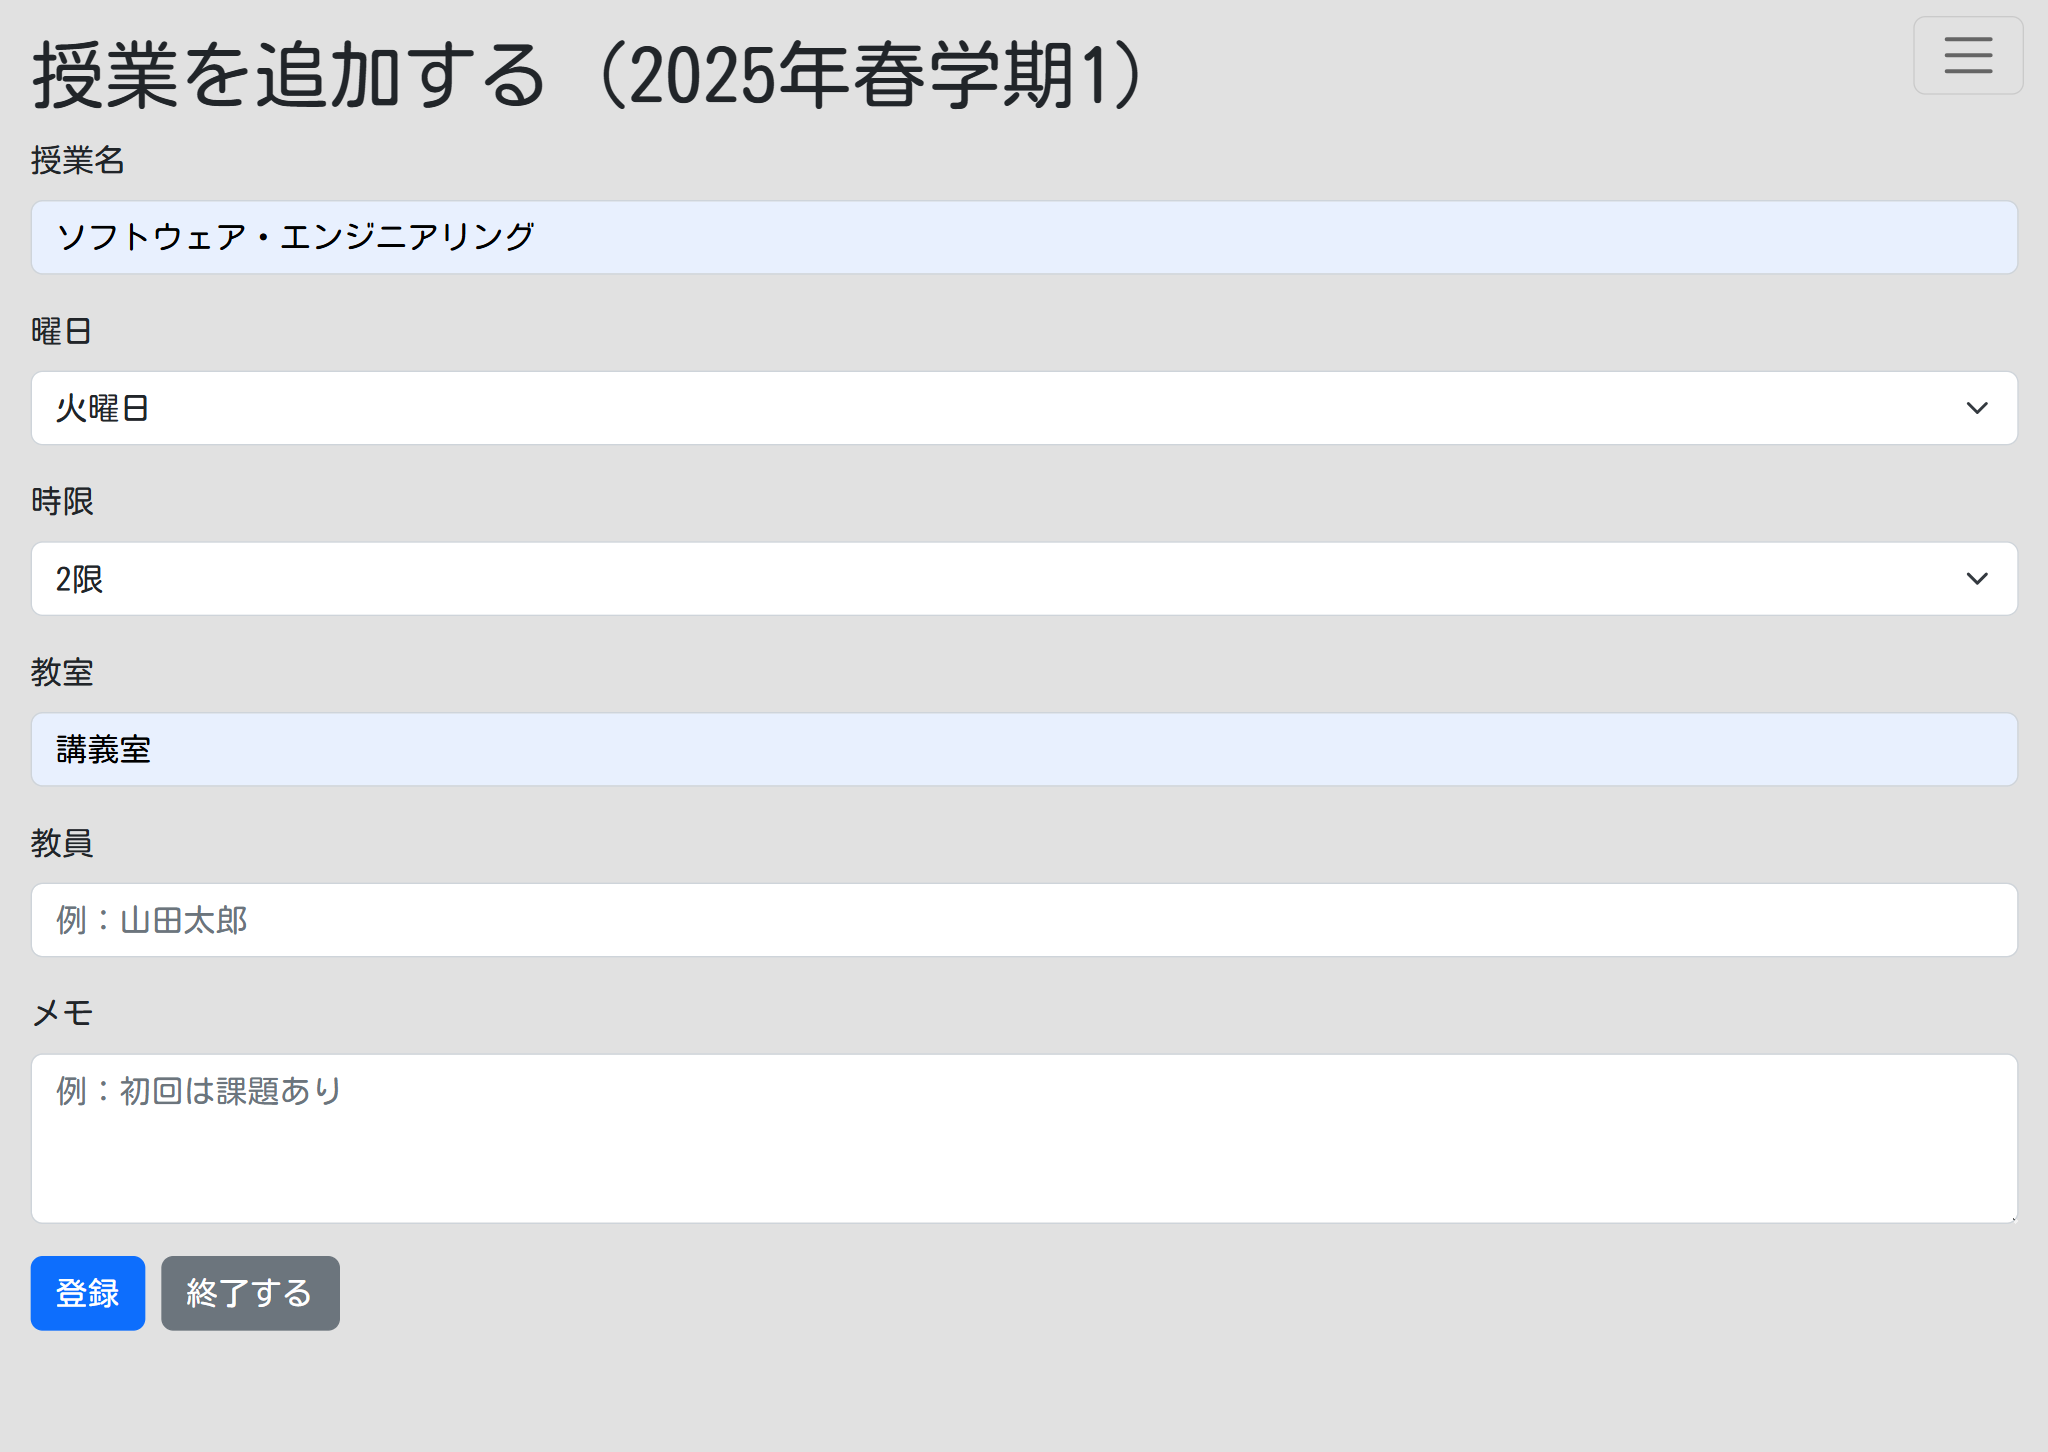 授業を追加する（2025年春学期1）
授業名
ソフトウェア・エンジニアリング
曜日
火曜日
時限
2限
教室
講義室
教員
例：山田太郎
メモ
例：初回は課題あり
登録 終了する